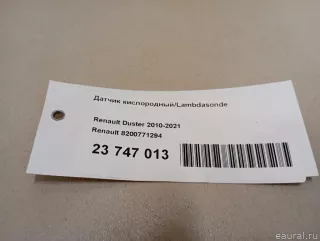 Датчик кислородный/Lambdasonde
Renault Duster 2010-2021
Renault 8200771294
23 747 013
eaural.ru